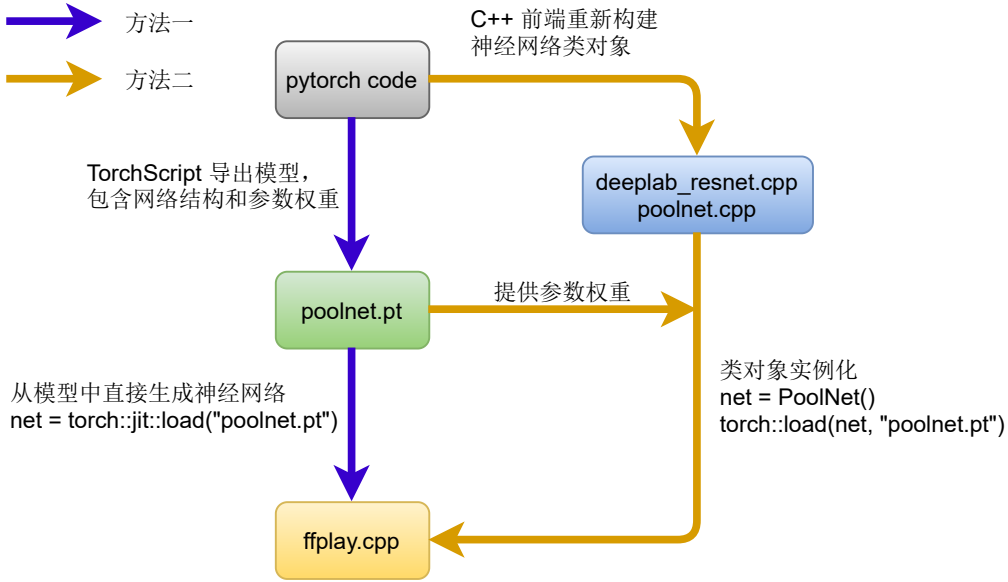 方法一
方法二
C++ 前端重新构建
神经网络类对象
pytorch code
TorchScript 导出模型，
包含网络结构和参数权重
deeplab_resnet.cpp
poolnet.cpp
poolnet.pt
提供参数权重
从模型中直接生成神经网络
net = torch::jit::load("poolnet.pt")
类对象实例化
net = PoolNet()
torch::load(net, "poolnet.pt")
ffplay.cpp